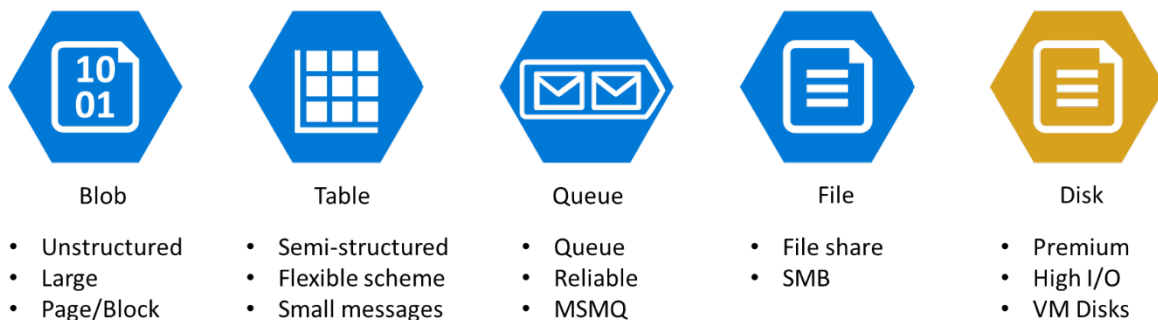 10
01
Blob
• Unstructured
• Large
• Page/Block
Table
• Semi-structured
• Flexible scheme
• Small messages
Queue
• Queue
• Reliable
• MSMQ
File
• File share
• SMB
Disk
• Premium
• High I/O
• VM Disks